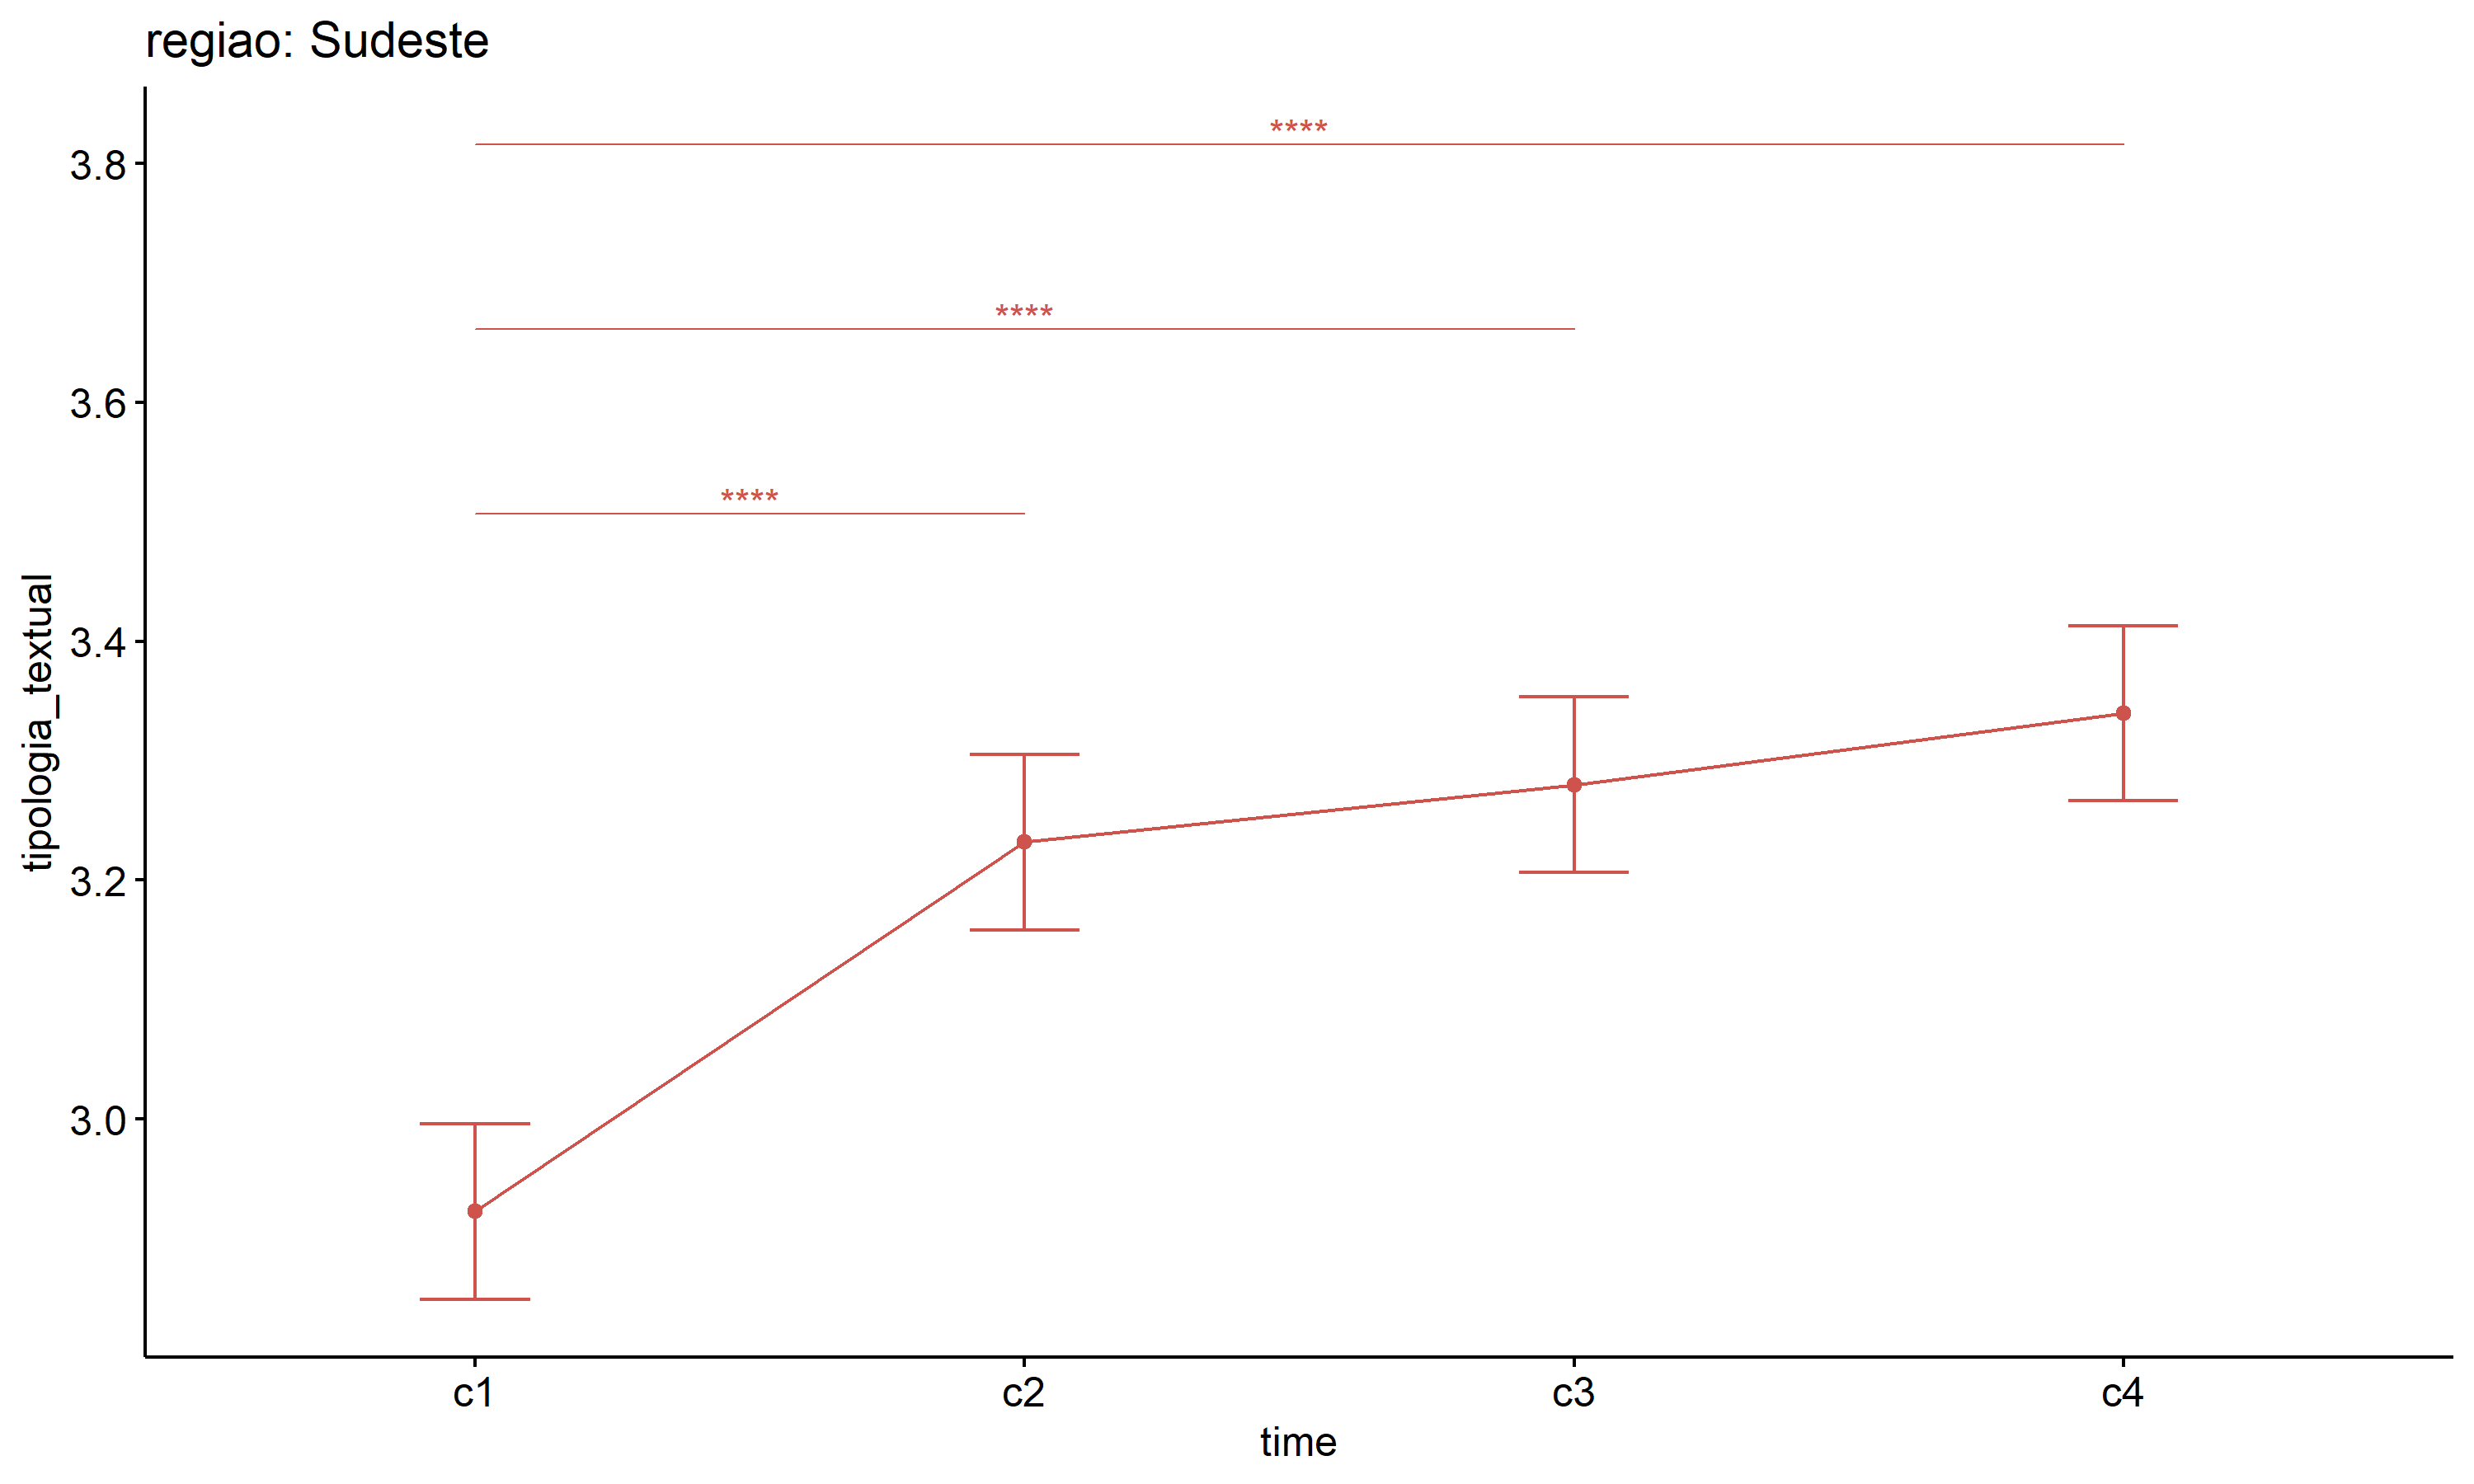 regiao: Sudeste
****
3.8
****
3.6
****
3.4
3.2
3.0
tipologia_textual
c1 c2 c3 c4
time